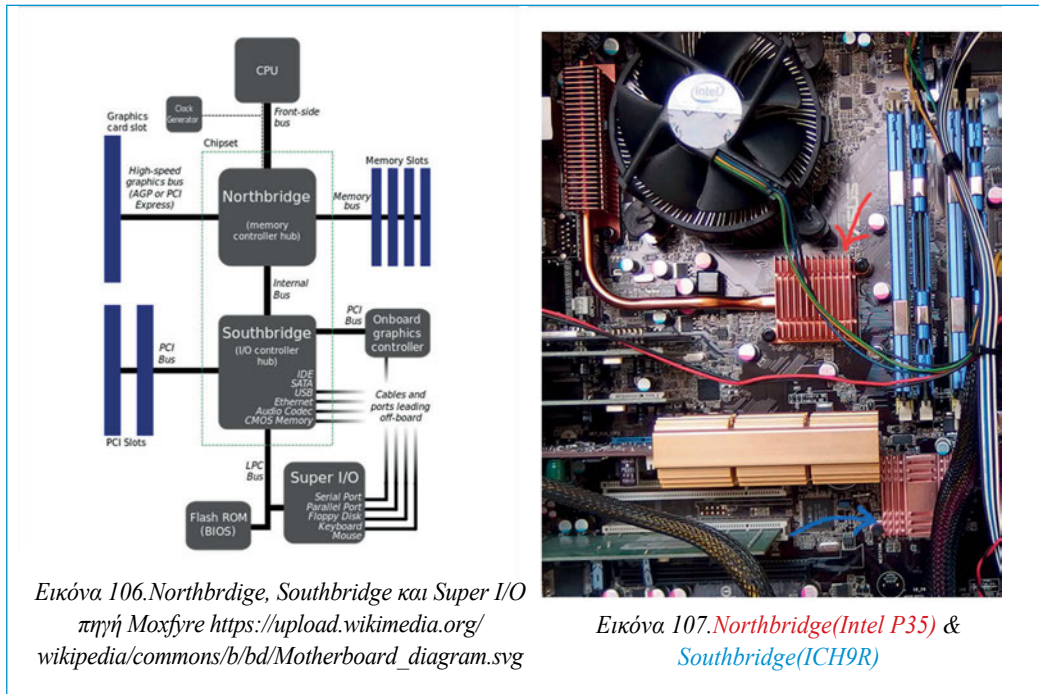 CPU
Clock
Generator
Front-side
bus
Graphics
card slot
Chipset
High-speed
graphics bus
(AGP or PCI
Express)
Northbridge
(memory
controller hub)
Memory Slots
Memory
bus
Internal
Bus
PCI
Bus
Southbridge
(I/O controller
hub)
IDE
SATA
USB
Ethernet
Audio Codec
CMOS Memory
PCI
Bus
Onboard
graphics
controller
Cables and
ports leading
off-board
PCI Slots
LPC
Bus
Super I/O
Serial Port
Parallel Port
Floppy Disk
Keyboard
Mouse
Flash ROM
(BIOS)
Εικόνα 106.Northbrdige, Southbridge και Super I/O
πηγή Moxfyre https://upload.wikimedia.org/
wikipedia/commons/b/bd/Motherboard_diagram.svg
intel
Εικόνα 107.Northbridge(Intel P35) &
Southbridge(ICH9R)